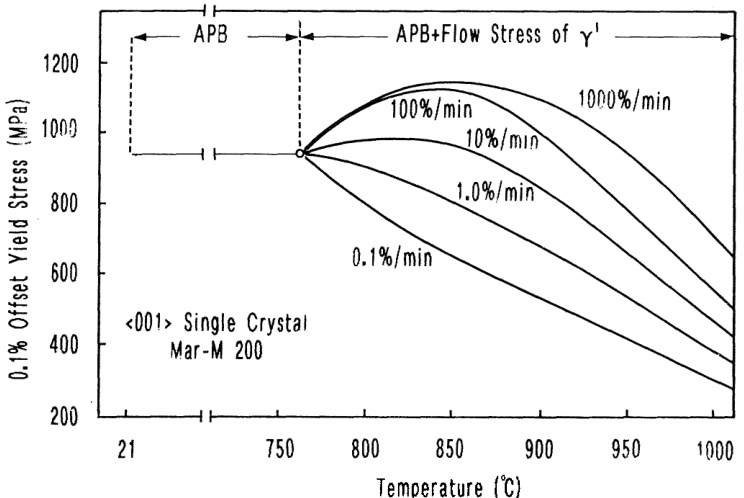 APB
APB+Flow Stress of γ'
1200
1000
800
600
400
200
0.1% Offset Yield Stress (MPa)
1000%/min
100%/min
10%/min
1.0%/min
0.1%/min
<001> Single Crystal
Mar-M 200
21
750
800
850
900
950
1000
Temperature (°C)